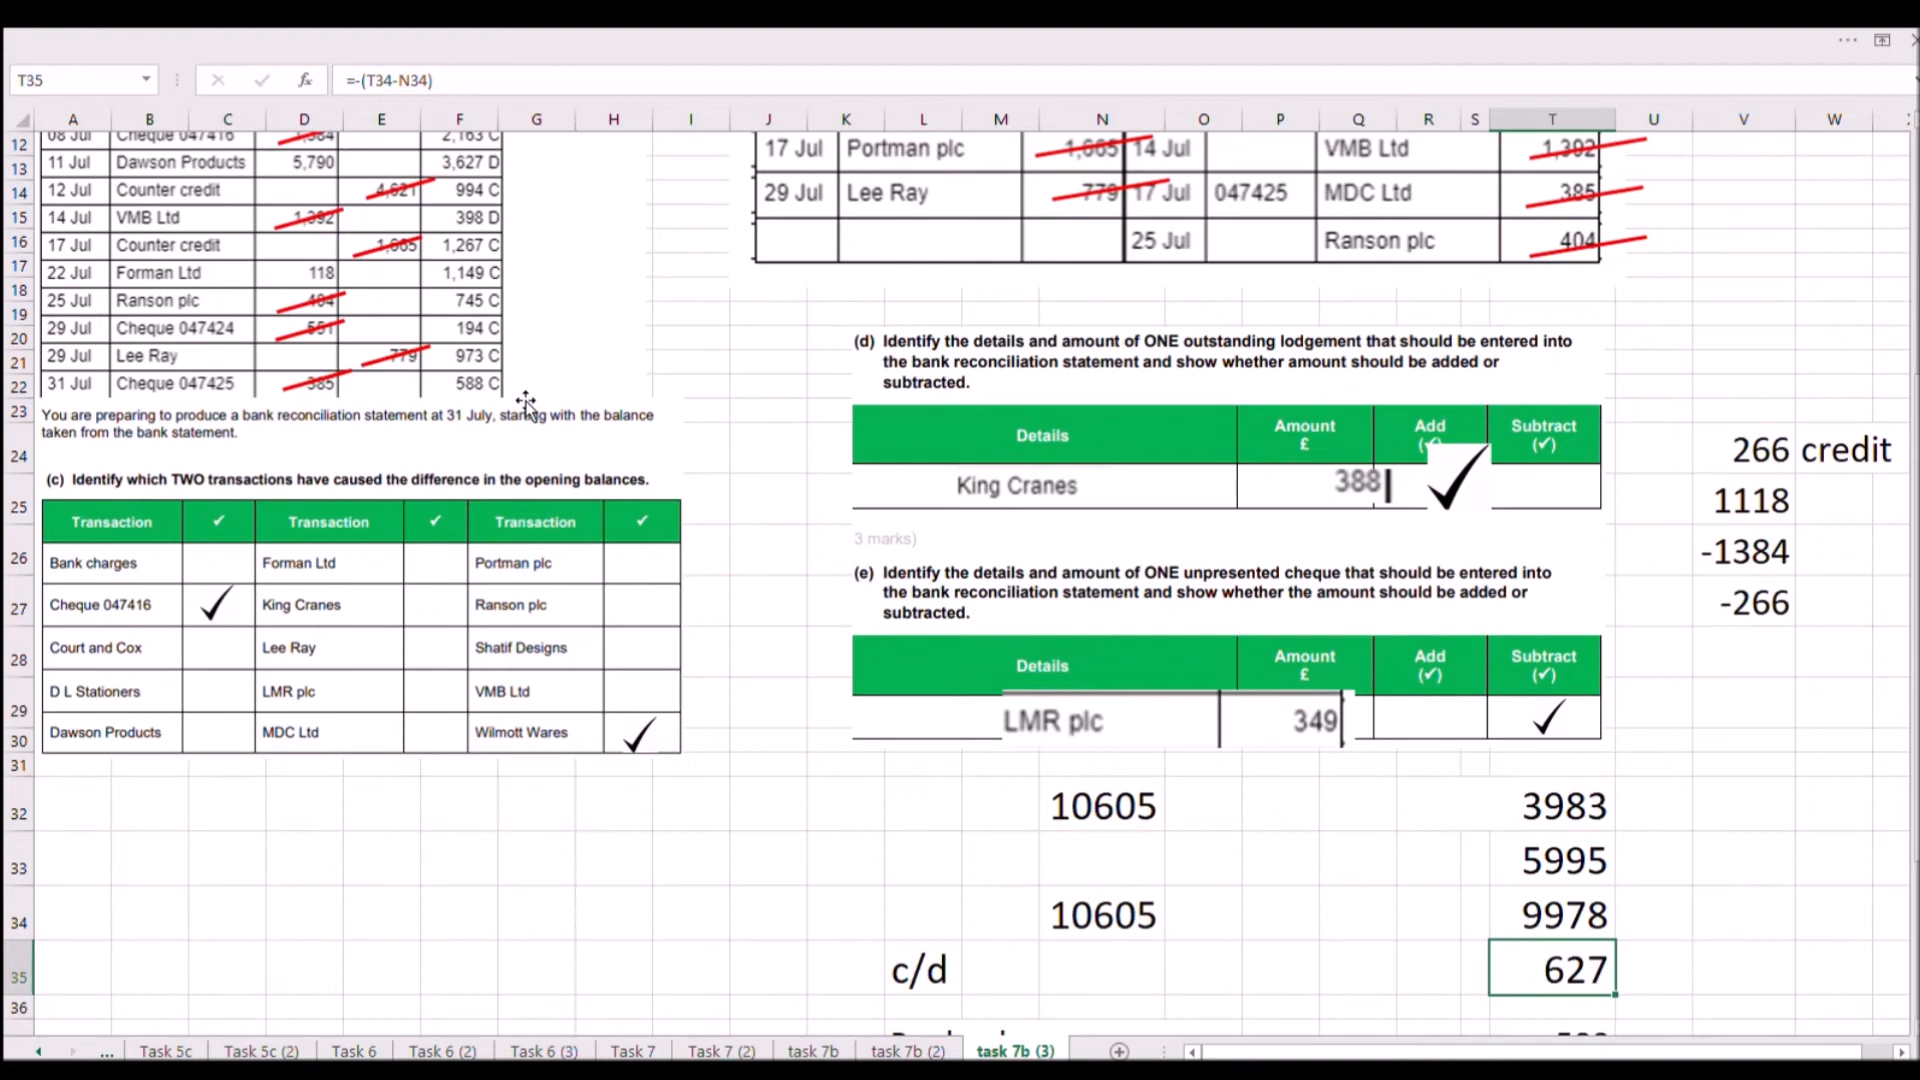 T35
fx
=-(T34-N34)
A B C D E F G H I J K L M N O P Q R S T U V W
12 08 Jul Cheque 047416 1,384 2,163 C
13 11 Jul Dawson Products 5,790 3,627 D
14 12 Jul Counter credit 4,621 994 C
15 14 Jul VMB Ltd 1,392 398 D
16 17 Jul Counter credit 1,665 1,267 C
17 22 Jul Forman Ltd 118 1,149 C
18
19 25 Jul Ranson plc 404 745 C
20 29 Jul Cheque 047424 551 194 C
21 29 Jul Lee Ray 779 973 C
22 31 Jul Cheque 047425 385 588 C
17 Jul Portman plc 1,665 14 Jul VMB Ltd 1,392
29 Jul Lee Ray 779 17 Jul 047425 MDC Ltd 385
25 Jul Ranson plc 404
23
24
25
26
27
28
29
30
31
32
33
34
35
36
You are preparing to produce a bank reconciliation statement at 31 July, starting with the balance
taken from the bank statement.
(c) Identify which TWO transactions have caused the difference in the opening balances.
Transaction ✓ Transaction ✓ Transaction ✓
Bank charges Forman Ltd Portman plc
Cheque 047416 ✓ King Cranes Ranson plc
Court and Cox Lee Ray Shatif Designs
D L Stationers LMR plc VMB Ltd
Dawson Products MDC Ltd Wilmott Wares ✓
(d) Identify the details and amount of ONE outstanding lodgement that should be entered into
the bank reconciliation statement and show whether amount should be added or
subtracted.
Details Amount Add Subtract
£ (✓) (✓)
King Cranes 388 ✓
3 marks)
(e) Identify the details and amount of ONE unpresented cheque that should be entered into
the bank reconciliation statement and show whether the amount should be added or
subtracted.
Details Amount Add Subtract
£ (✓) (✓)
LMR plc 349 ✓
266 credit
1118
-1384
-266
10605 3983
5995
10605 9978
c/d 627
... Task 5c Task 5c (2) Task 6 Task 6 (2) Task 6 (3) Task 7 Task 7 (2) task 7b task 7b (2) task 7b (3)